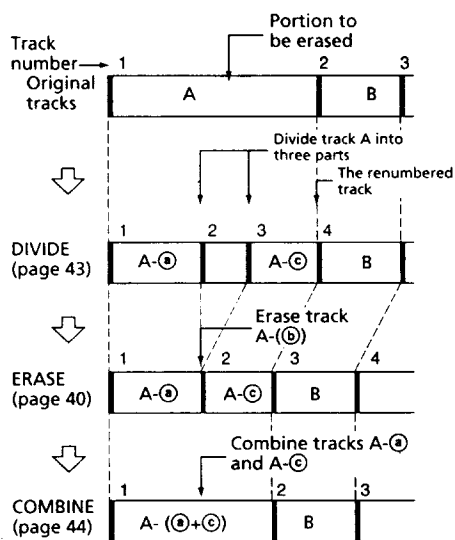 Portion to
be erased
Track
number
1
2
3
Original
tracks
A
B
Divide track A into
three parts
The renumbered
track
1
2
3
4
DIVIDE
(page 43)
A-ⓐ
A-ⓒ
B
Erase track
A-(ⓑ)
1
2
3
4
ERASE
(page 40)
A-ⓐ
A-ⓒ
B
Combine tracks A-ⓐ
and A-ⓒ
1
2
3
COMBINE
(page 44)
A- (ⓐ+ⓒ)
B